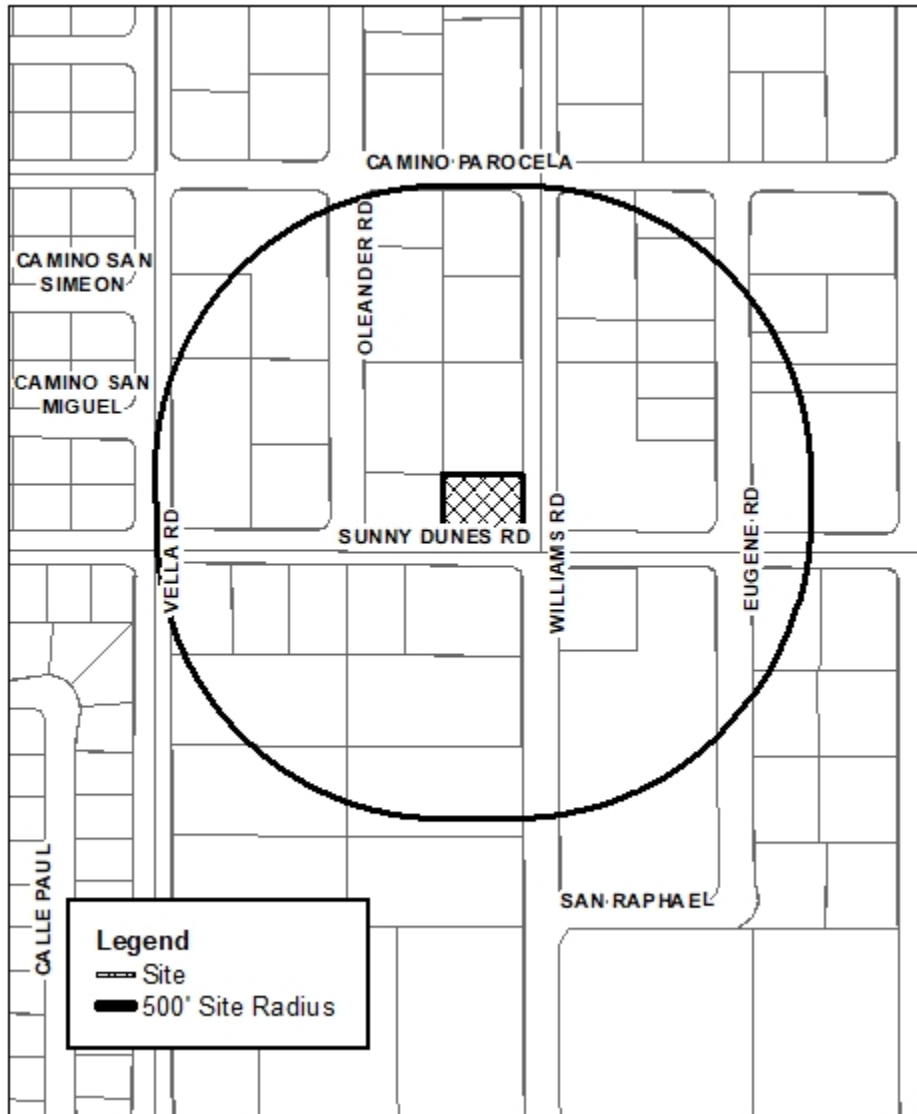 CAMINO PAROCELA
OLEANDER RD
CAMINO SAN
SIMEON
CAMINO SAN
MIGUEL
SUNNY DUNES RD
VELLA RD
WILLIAMS RD
EUGENE RD
CALLE PAUL
SAN RAPHAEL
Legend
Site
500' Site Radius